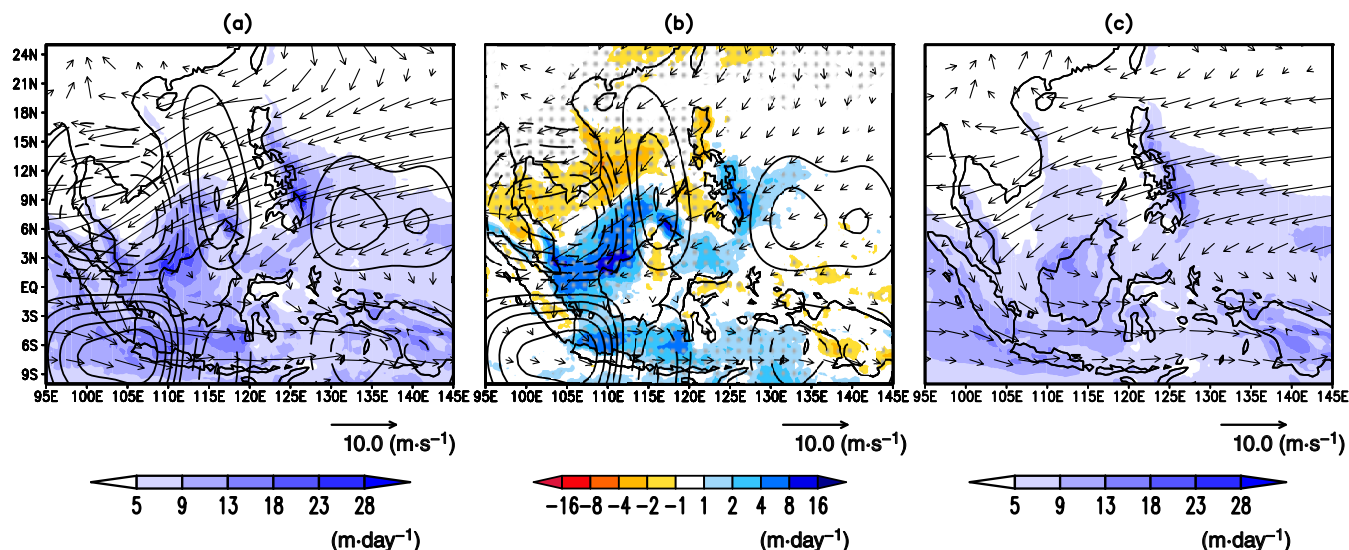 (a) (b) (c)
24N
21N
18N
15N
12N
9N
6N
3N
EQ
3S
6S
9S
95E 100E 105E 110E 115E 120E 125E 130E 135E 140E 145E 95E 100E 105E 110E 115E 120E 125E 130E 135E 140E 145E 95E 100E 105E 110E 115E 120E 125E 130E 135E 140E 145E
10.0 (m·s⁻¹) 10.0 (m·s⁻¹) 10.0 (m·s⁻¹)
5 9 13 18 23 28 -16 -8 -4 -2 -1 1 2 4 8 16 5 9 13 18 23 28
(m·day⁻¹) (m·day⁻¹) (m·day⁻¹)